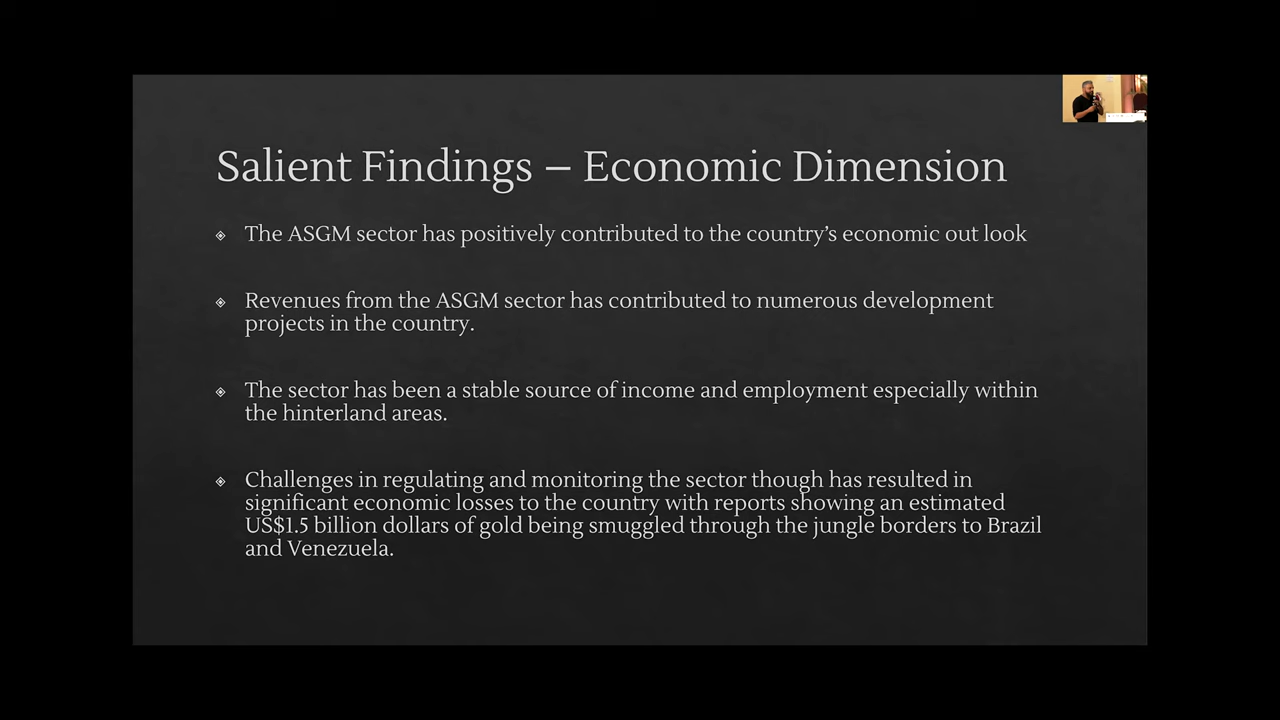 Salient Findings – Economic Dimension
The ASGM sector has positively contributed to the country's economic out look
Revenues from the ASGM sector has contributed to numerous development
projects in the country.
The sector has been a stable source of income and employment especially within
the hinterland areas.
Challenges in regulating and monitoring the sector though has resulted in
significant economic losses to the country with reports showing an estimated
US$1.5 billion dollars of gold being smuggled through the jungle borders to Brazil
and Venezuela.